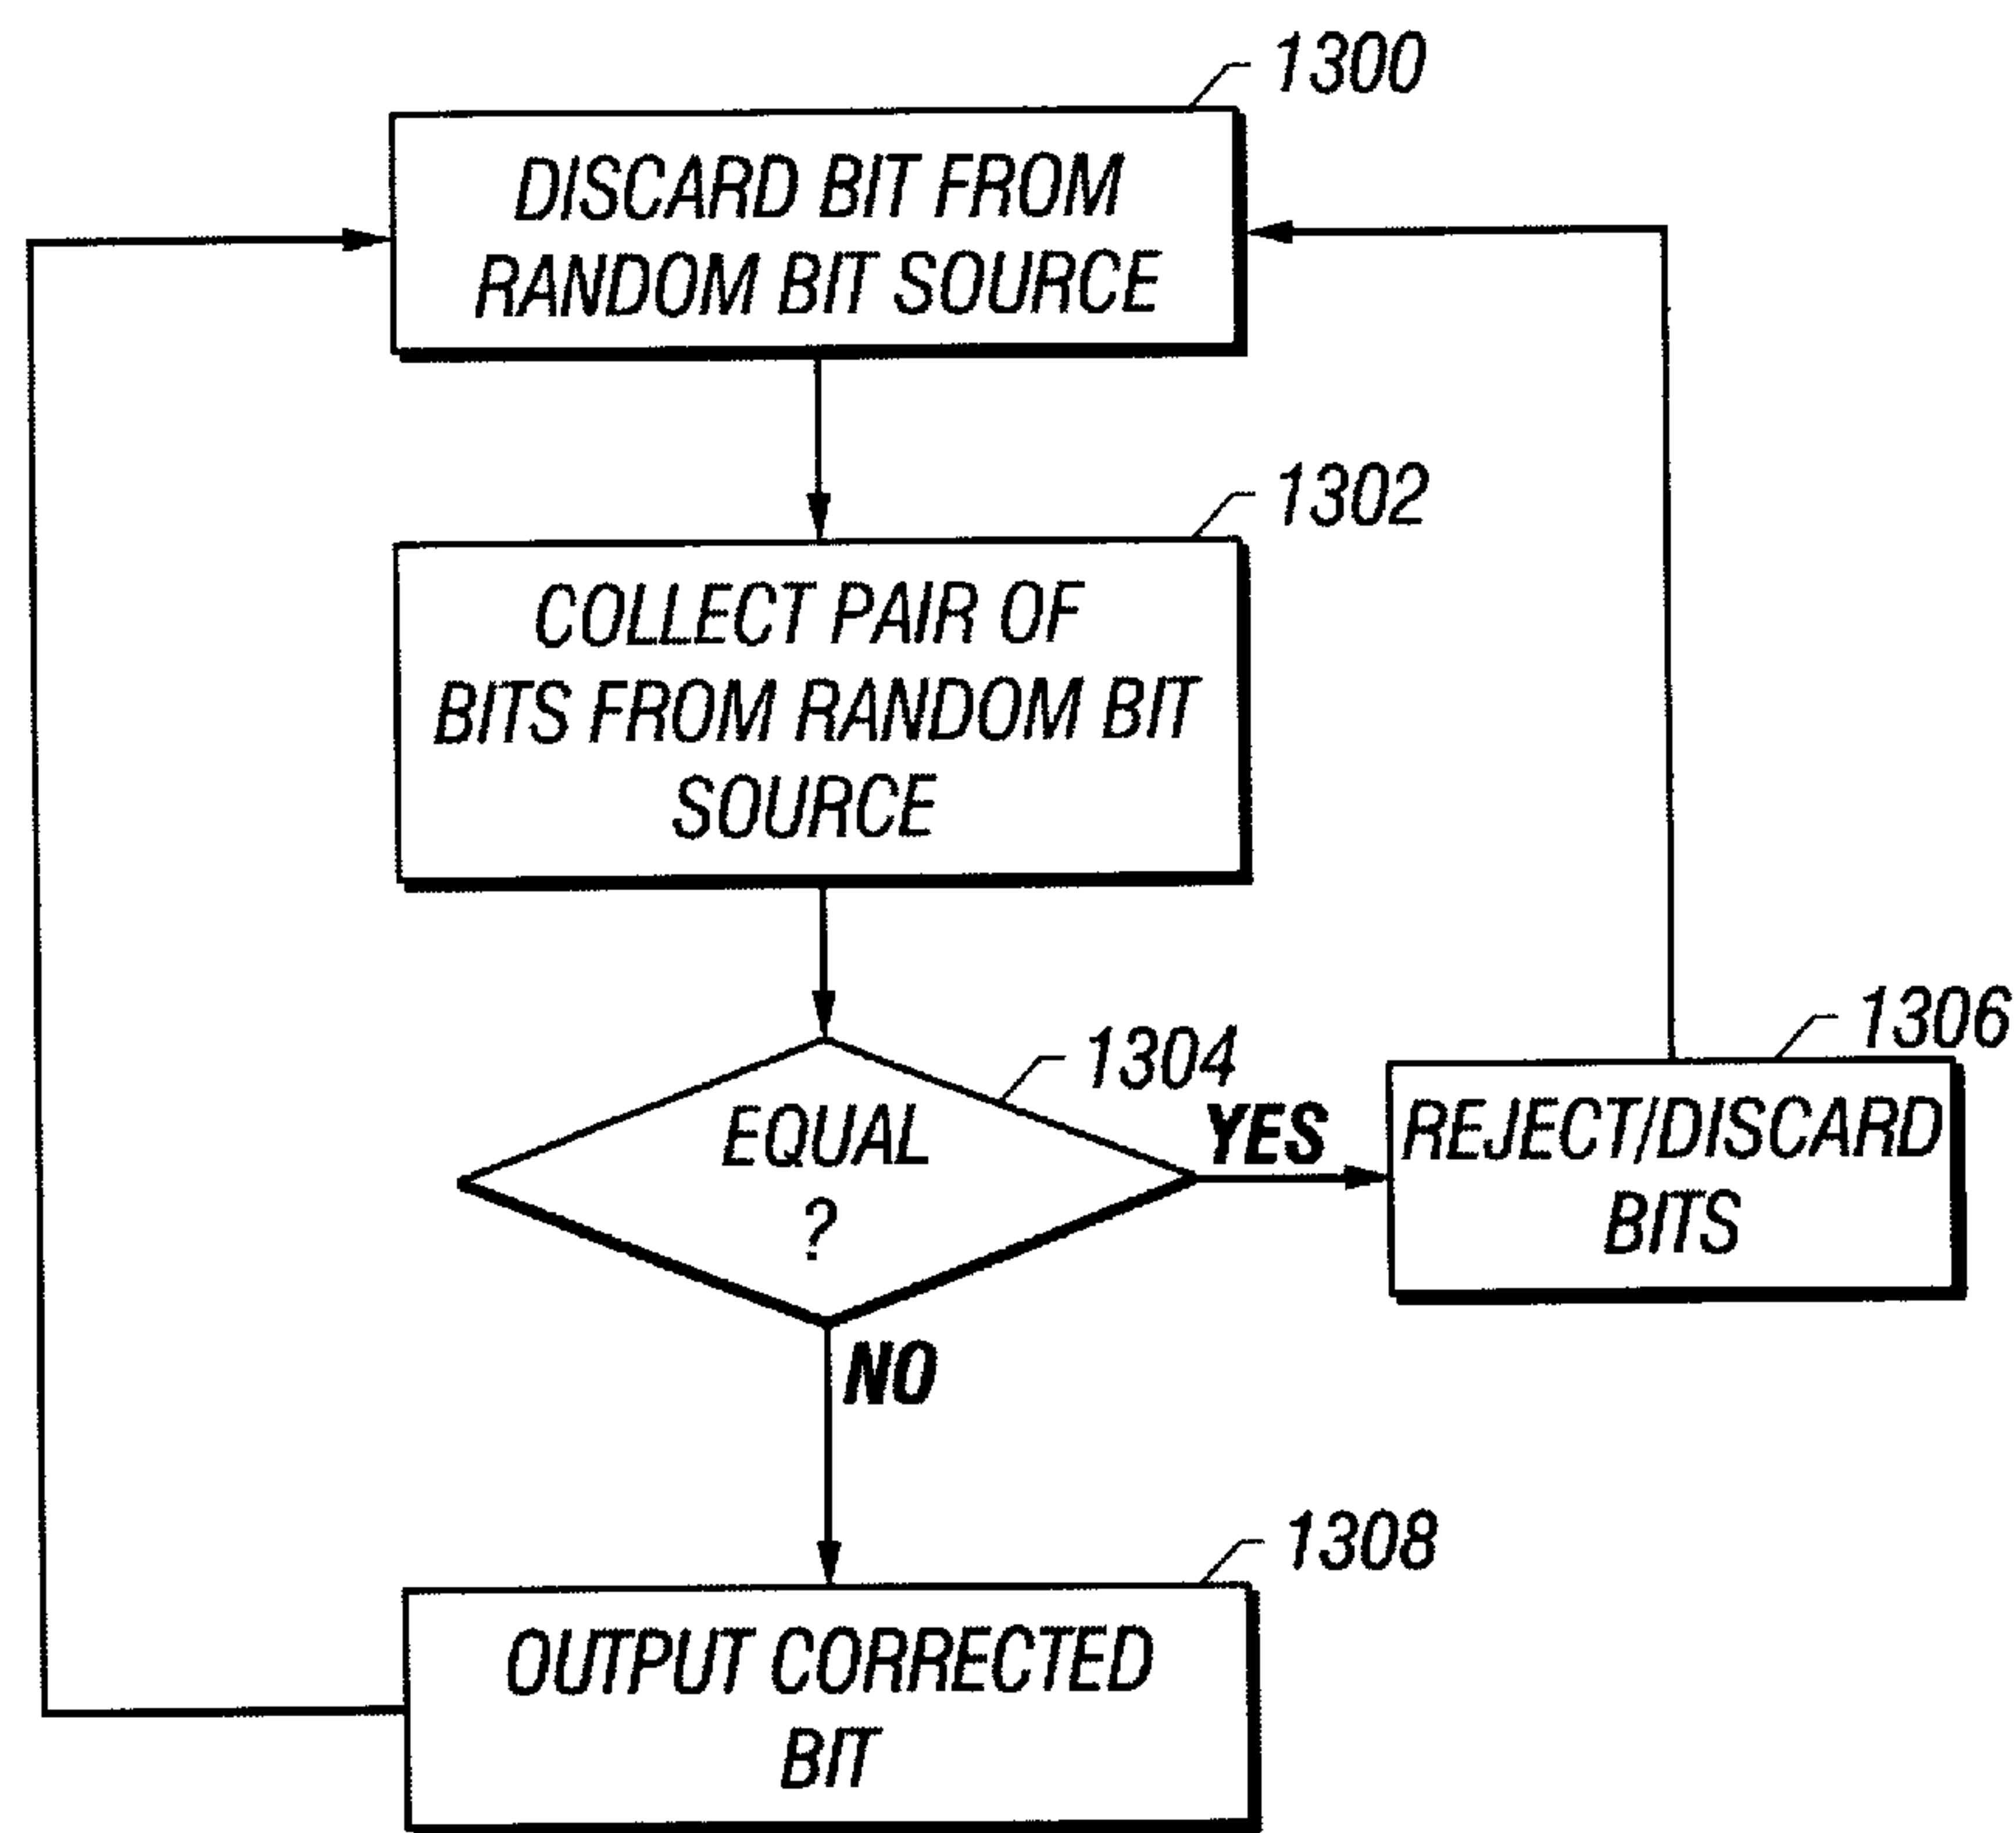 1300
DISCARD BIT FROM
RANDOM BIT SOURCE
1302
COLLECT PAIR OF
BITS FROM RANDOM BIT
SOURCE
1304
EQUAL
?
YES
1306
REJECT/DISCARD
BITS
NO
1308
OUTPUT CORRECTED
BIT